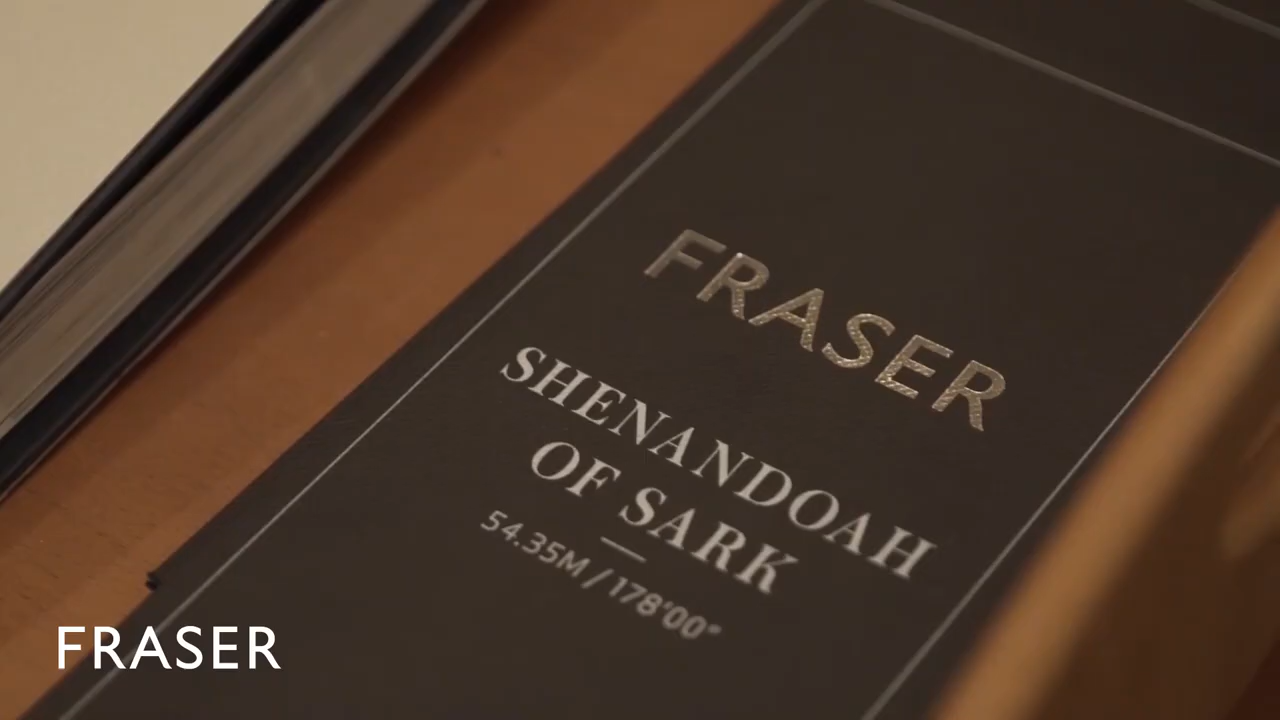 FRASER
SHENANDOAH
OF SARK
54.35M / 178'00"
FRASER